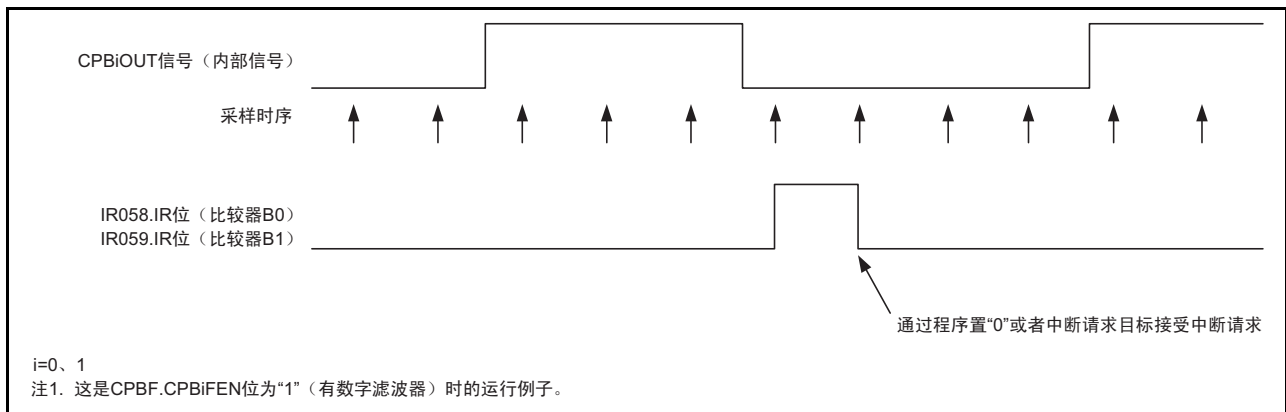 CPBiOUT信号（内部信号）
采样时序
IR058.IR位（比较器B0）
IR059.IR位（比较器B1）
通过程序置“0”或者中断请求目标接受中断请求
i=0、1
注1. 这是CPBF.CPBiFEN位为“1”（有数字滤波器）时的运行例子。